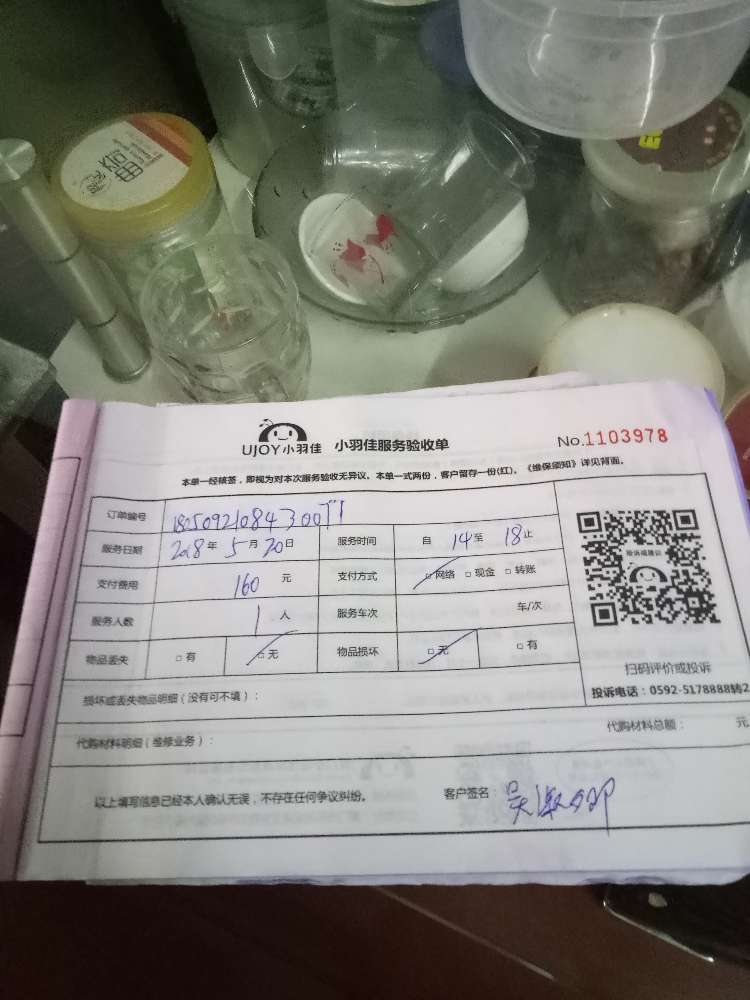 UJOY小羽佳 小羽佳服务验收单 No.1103978
本单一经核签，即视为对本次服务验收无异议。本单一式两份，客户留存一份(红)。《维保须知》详见背面。
订单编号
服务日期 2018年 5月 20日 服务时间 自 14 至 18 止
支付费用 160 元 支付方式 □网络 □现金 □转账
服务人数 1 人 服务车次 车/次
物品丢失 □有 □无 物品损坏 □无 □有
投诉或建议
扫码评价或投诉
投诉电话：0592-5178888转2
损坏或丢失物品明细（没有可不填）：
代购材料明细（维修业务）： 代购材料总额： 元
以上填写信息已经本人确认无误，不存在任何争议纠纷。 客户签名：